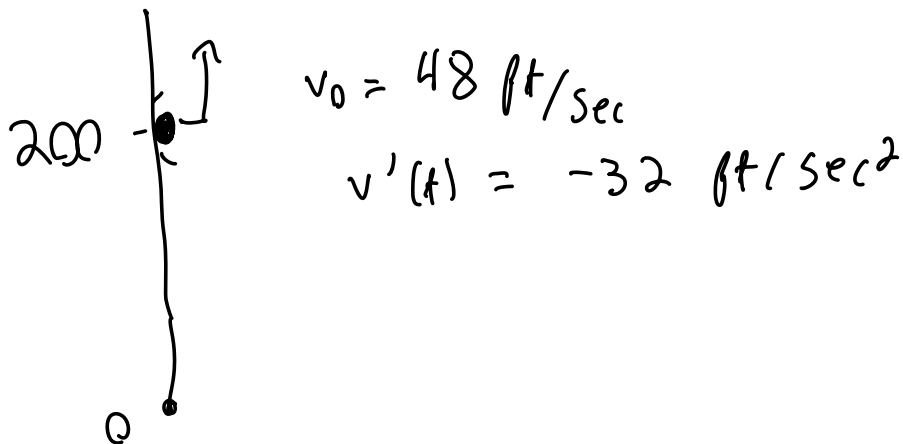 v₀ = 48 ft/sec
200
v'(t) = -32 ft/sec²
0